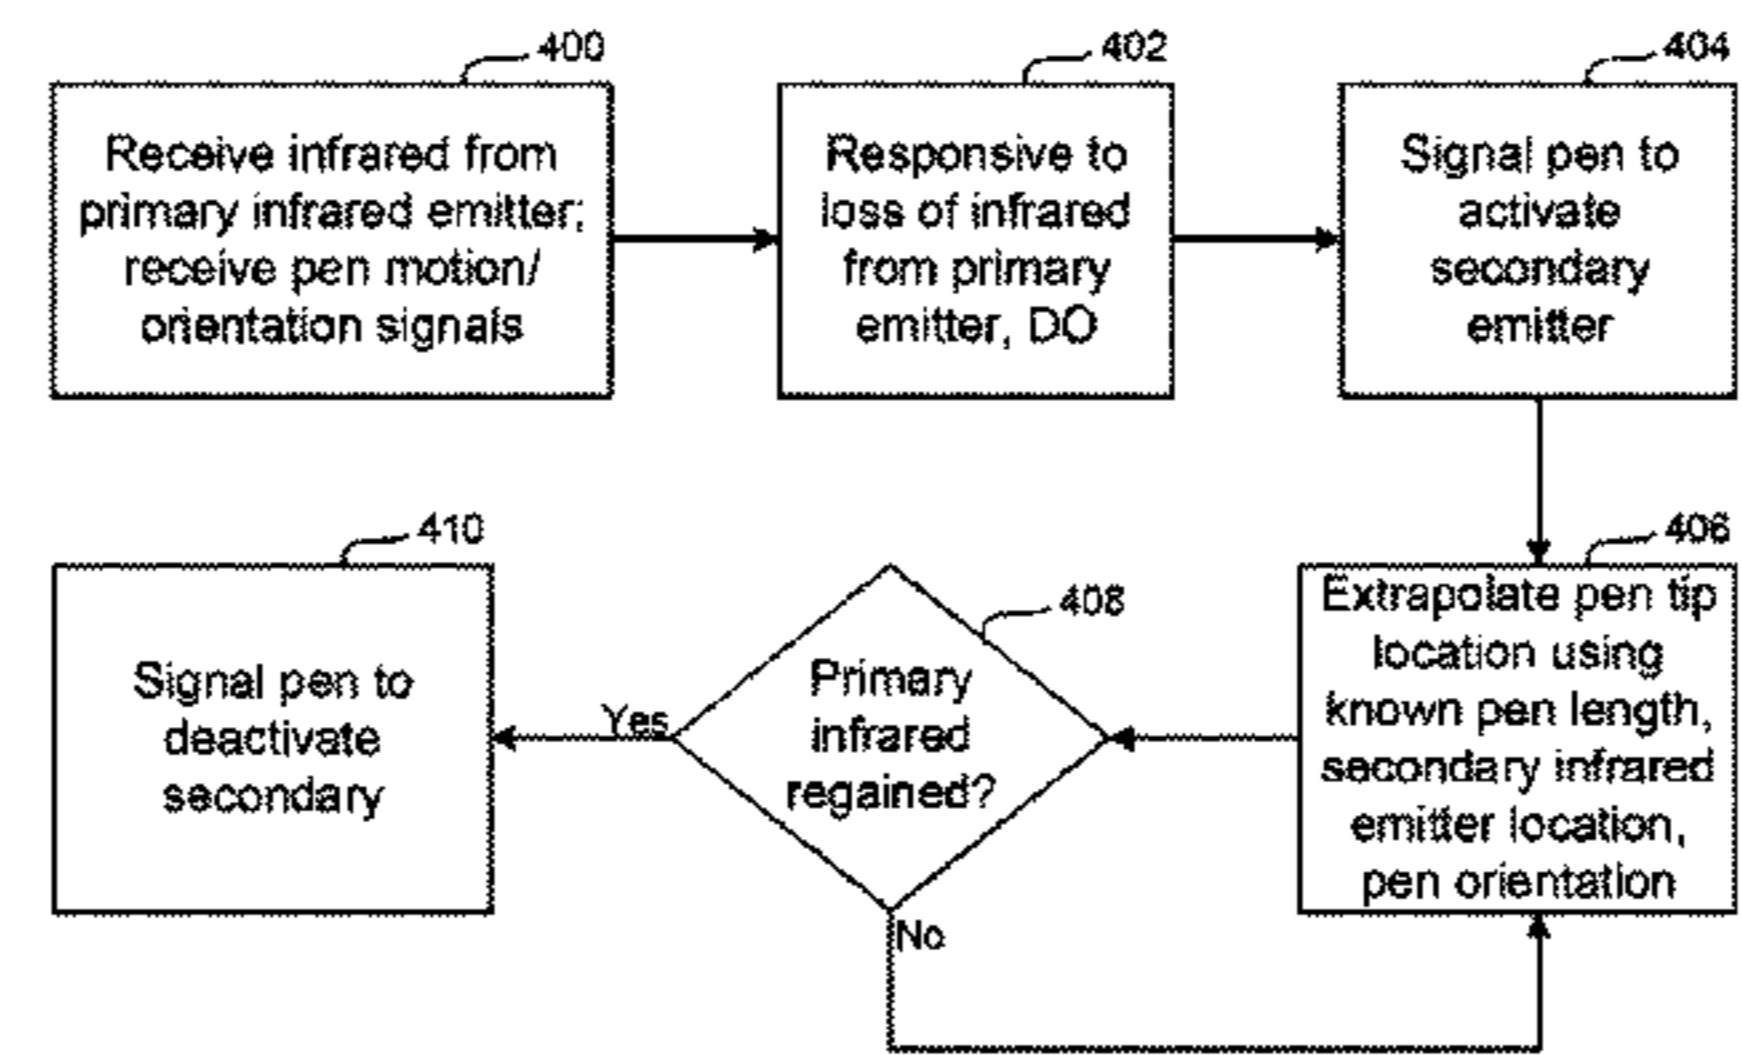 400
Receive infrared from
primary infrared emitter;
receive pen motion/
orientation signals
402
Responsive to
loss of infrared
from primary
emitter, DO
404
Signal pen to
activate
secondary
emitter
406
Extrapolate pen tip
location using
known pen length,
secondary infrared
emitter location,
pen orientation
408
Primary
infrared
regained?
Yes
No
410
Signal pen to
deactivate
secondary